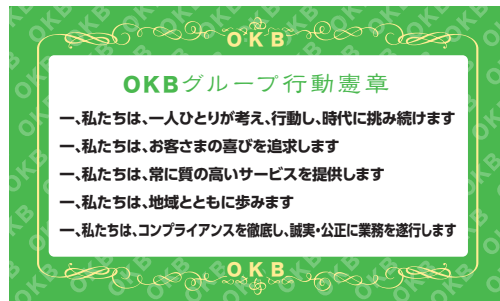 OKB
OKBグループ行動憲章
一、私たちは、一人ひとりが考え、行動し、時代に挑み続けます
一、私たちは、お客さまの喜びを追求します
一、私たちは、常に質の高いサービスを提供します
一、私たちは、地域とともに歩みます
一、私たちは、コンプライアンスを徹底し、誠実・公正に業務を遂行します
OKB